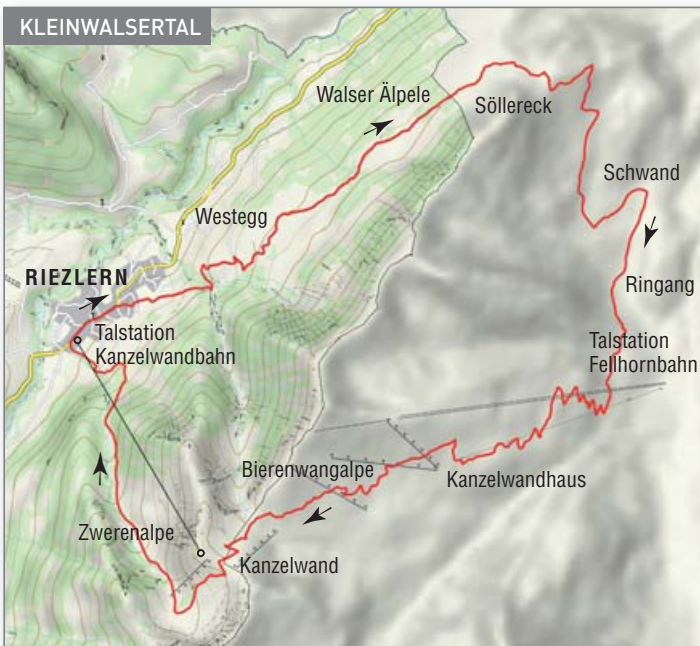 KLEINWALSERTAL
Walser Älpele
Söllereck
Schwand
Westegg
RIEZLERN
Ringang
Talstation
Kanzelwandbahn
Talstation
Fellhornbahn
Bierenwangalpe
Kanzelwandhaus
Zwerenalpe
Kanzelwand